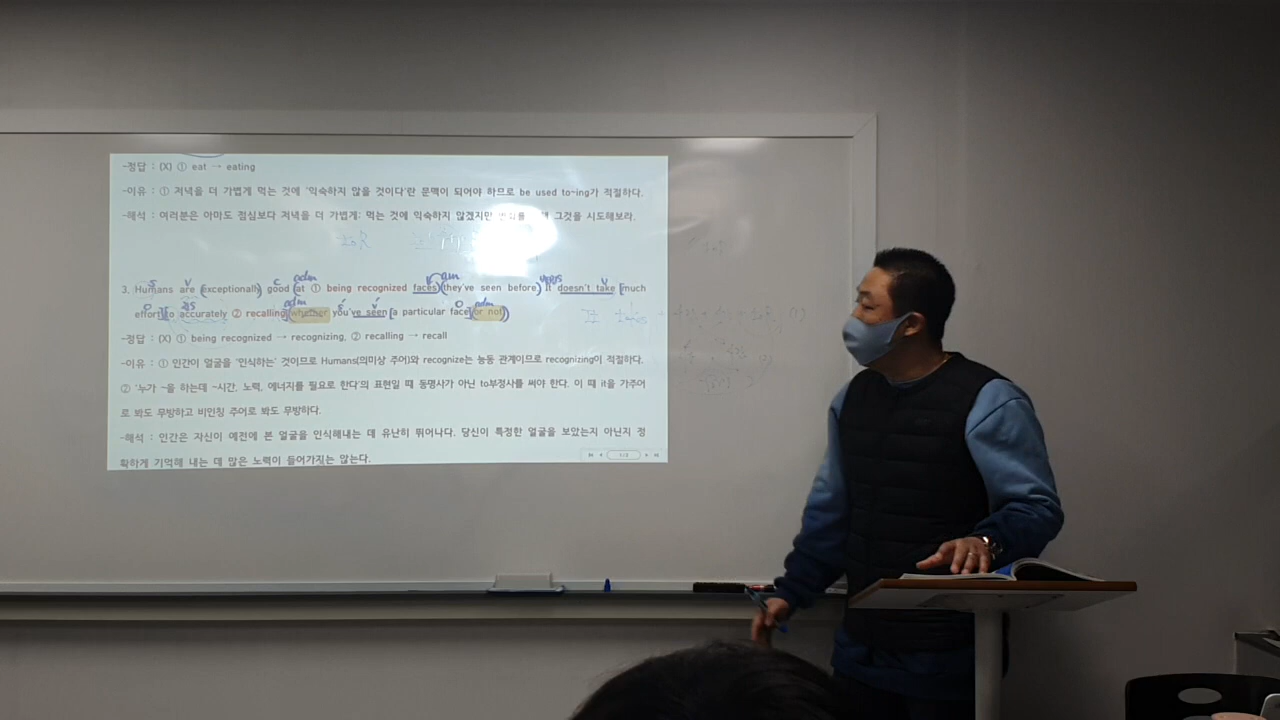 -정답 : (X) ① eat → eating
-이유 : ① 저녁을 더 가볍게 먹는 것에 '익숙하지 않을 것이다'란 문맥이 되어야 하므로 be used to~ing가 적절하다.
-해석 : 여러분은 아마도 점심보다 저녁을 더 가볍게 먹는 것에 익숙하지 않겠지만 그것을 시도해보라.
S V C adm V am V
3. Humans are (exceptionally) good (at ① being recognized faces (they've seen before) It doesn't take [much
O adm S V O adm
effort] [to accurately ② recalling (whether you've seen [a particular face] (or not))
-정답 : (X) ① being recognized → recognizing, ② recalling → recall
-이유 : ① 인간이 얼굴을 '인식하는' 것이므로 Humans(의미상 주어)와 recognize는 능동 관계이므로 recognizing이 적절하다.
② '누가 ~을 하는데 ~시간, 노력, 에너지를 필요로 한다'의 표현일 때 동명사가 아닌 to부정사를 써야 한다. 이 때 it을 가주어
로 봐도 무방하고 비인칭 주어로 봐도 무방하다.
-해석 : 인간은 자신이 예전에 본 얼굴을 인식해내는 데 유난히 뛰어나다. 당신이 특정한 얼굴을 보았는지 아닌지 정
확하게 기억해 내는 데 많은 노력이 들어가지는 않는다.